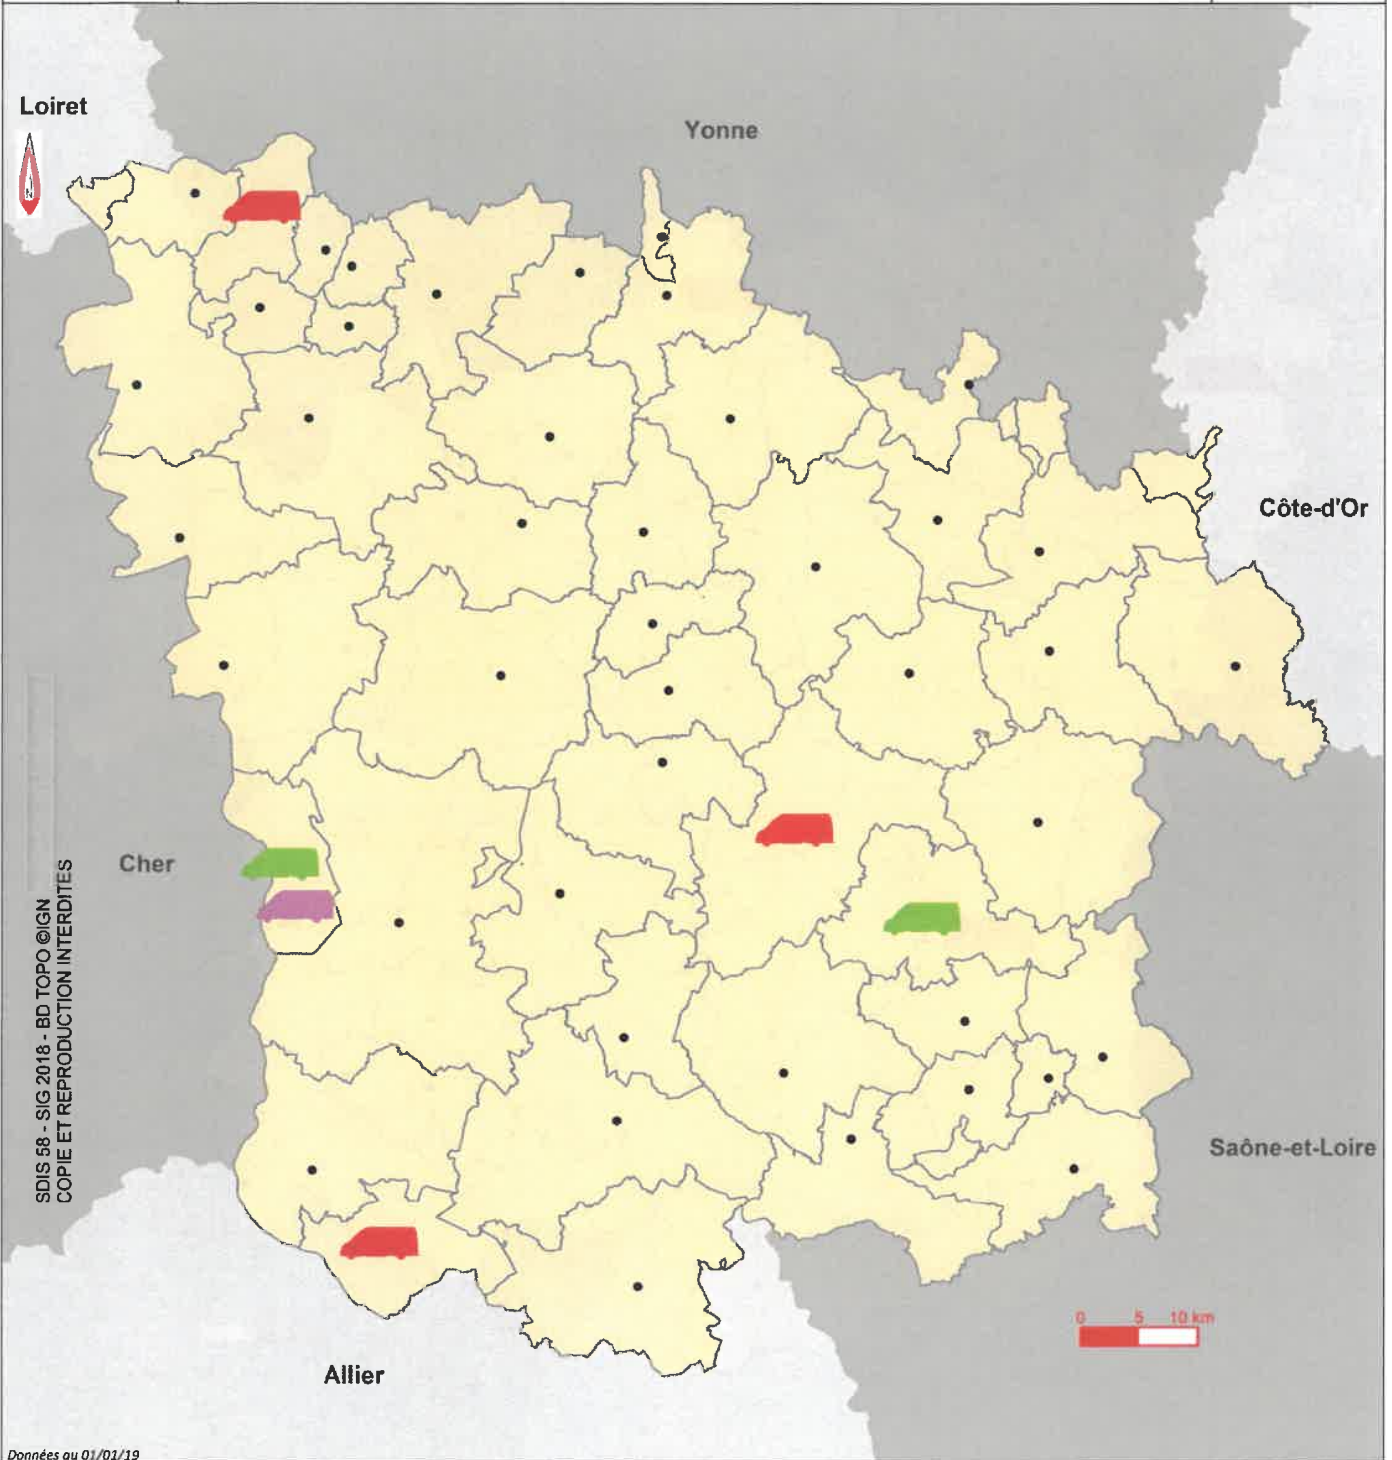 Loiret
Yonne
N
Côte-d'Or
Cher
SDIS 58 - SIG 2018 - BD TOPO ©IGN
COPIE ET REPRODUCTION INTERDITES
Saône-et-Loire
0 5 10 km
Allier
Données au 01/01/19